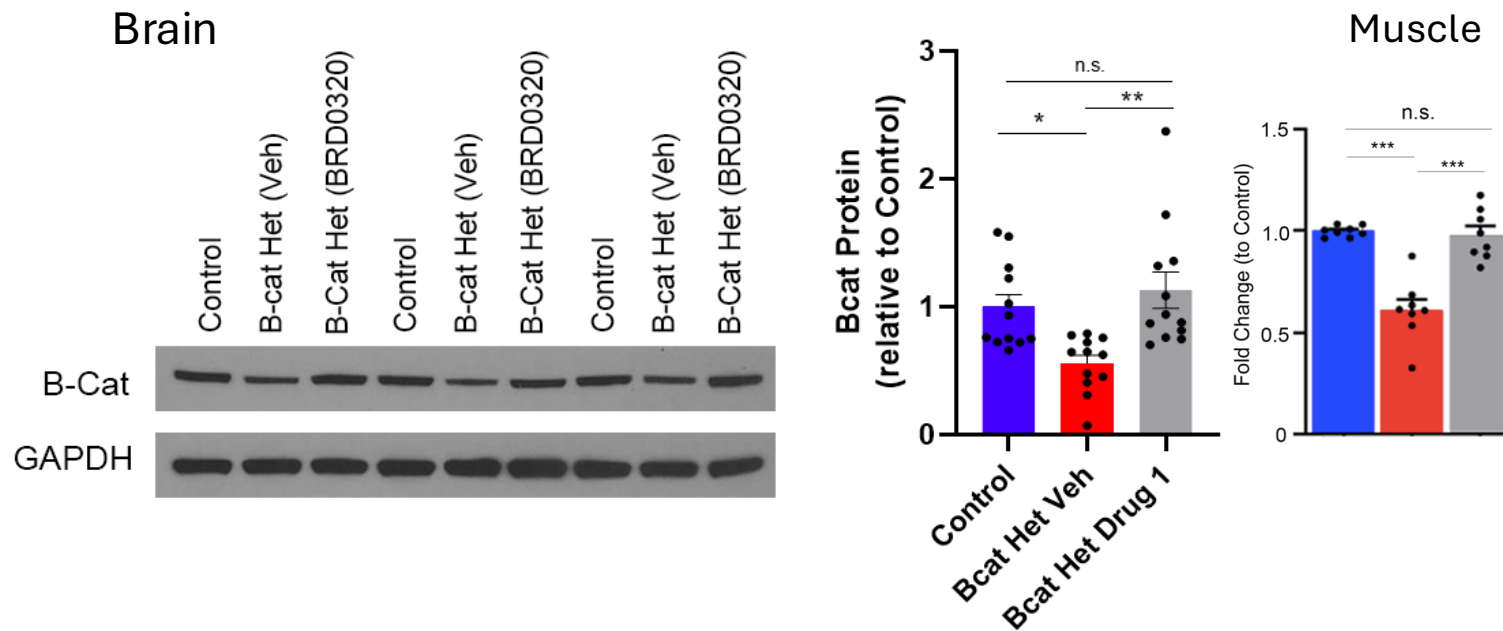 Brain
Control
B-cat Het (Veh)
B-Cat Het (BRD0320)
Control
B-cat Het (Veh)
B-Cat Het (BRD0320)
Control
B-cat Het (Veh)
B-Cat Het (BRD0320)
B-Cat
GAPDH
Bcat Protein
(relative to Control)
3
2
1
0
n.s.
**
*
Control
Bcat Het Veh
Bcat Het Drug 1
Muscle
Fold Change (to Control)
1.5
1.0
0.5
0
n.s.
***
***